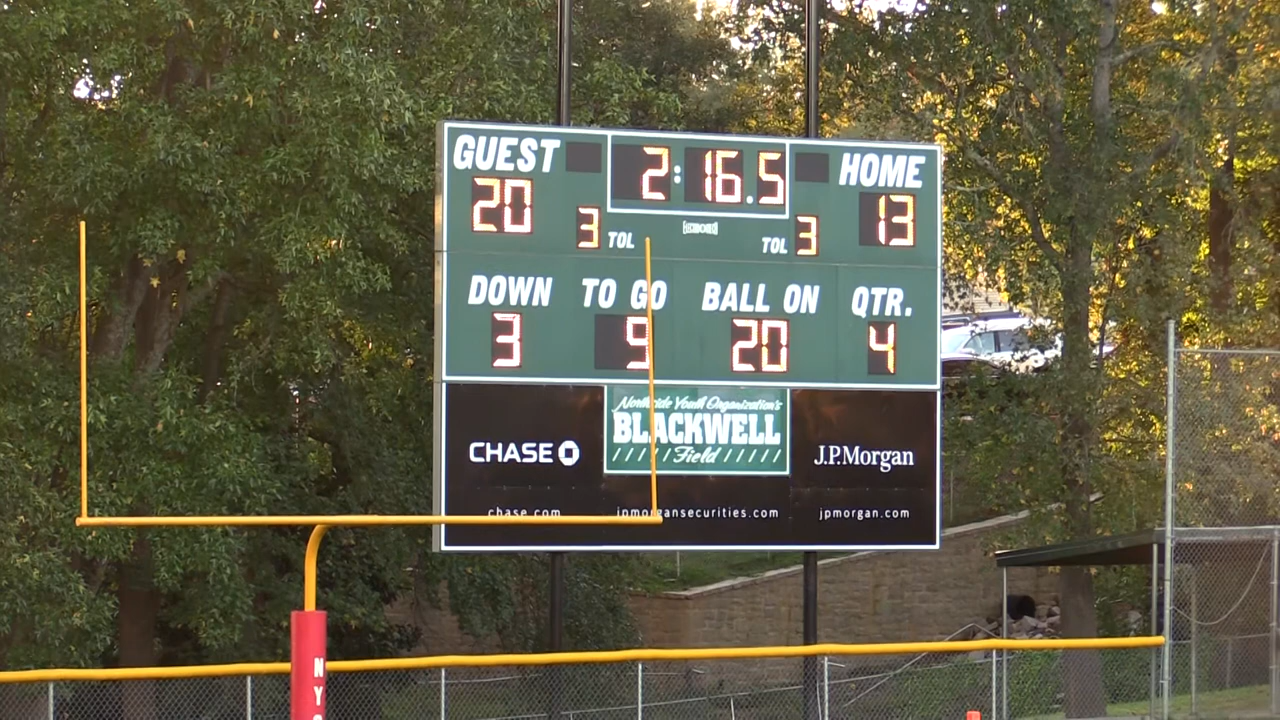 GUEST 2:16.5 HOME
20 3 TOL TOL 3 13
DOWN TO GO BALL ON QTR.
3 9 20 4
Northside Youth Organization's
BLACKWELL
Field
CHASE
J.P.Morgan
chase.com jpmorgansecurities.com jpmorgan.com
NYO